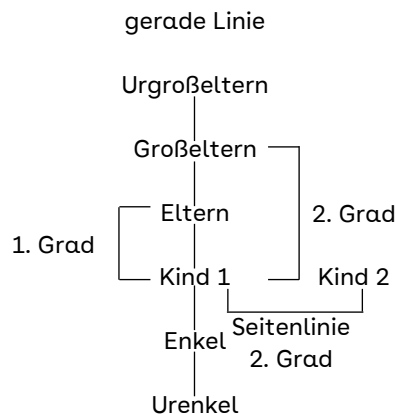 gerade Linie
Urgroßeltern
Großeltern
Eltern
2. Grad
1. Grad
Kind 1
Kind 2
Seitenlinie
Enkel
2. Grad
Urenkel